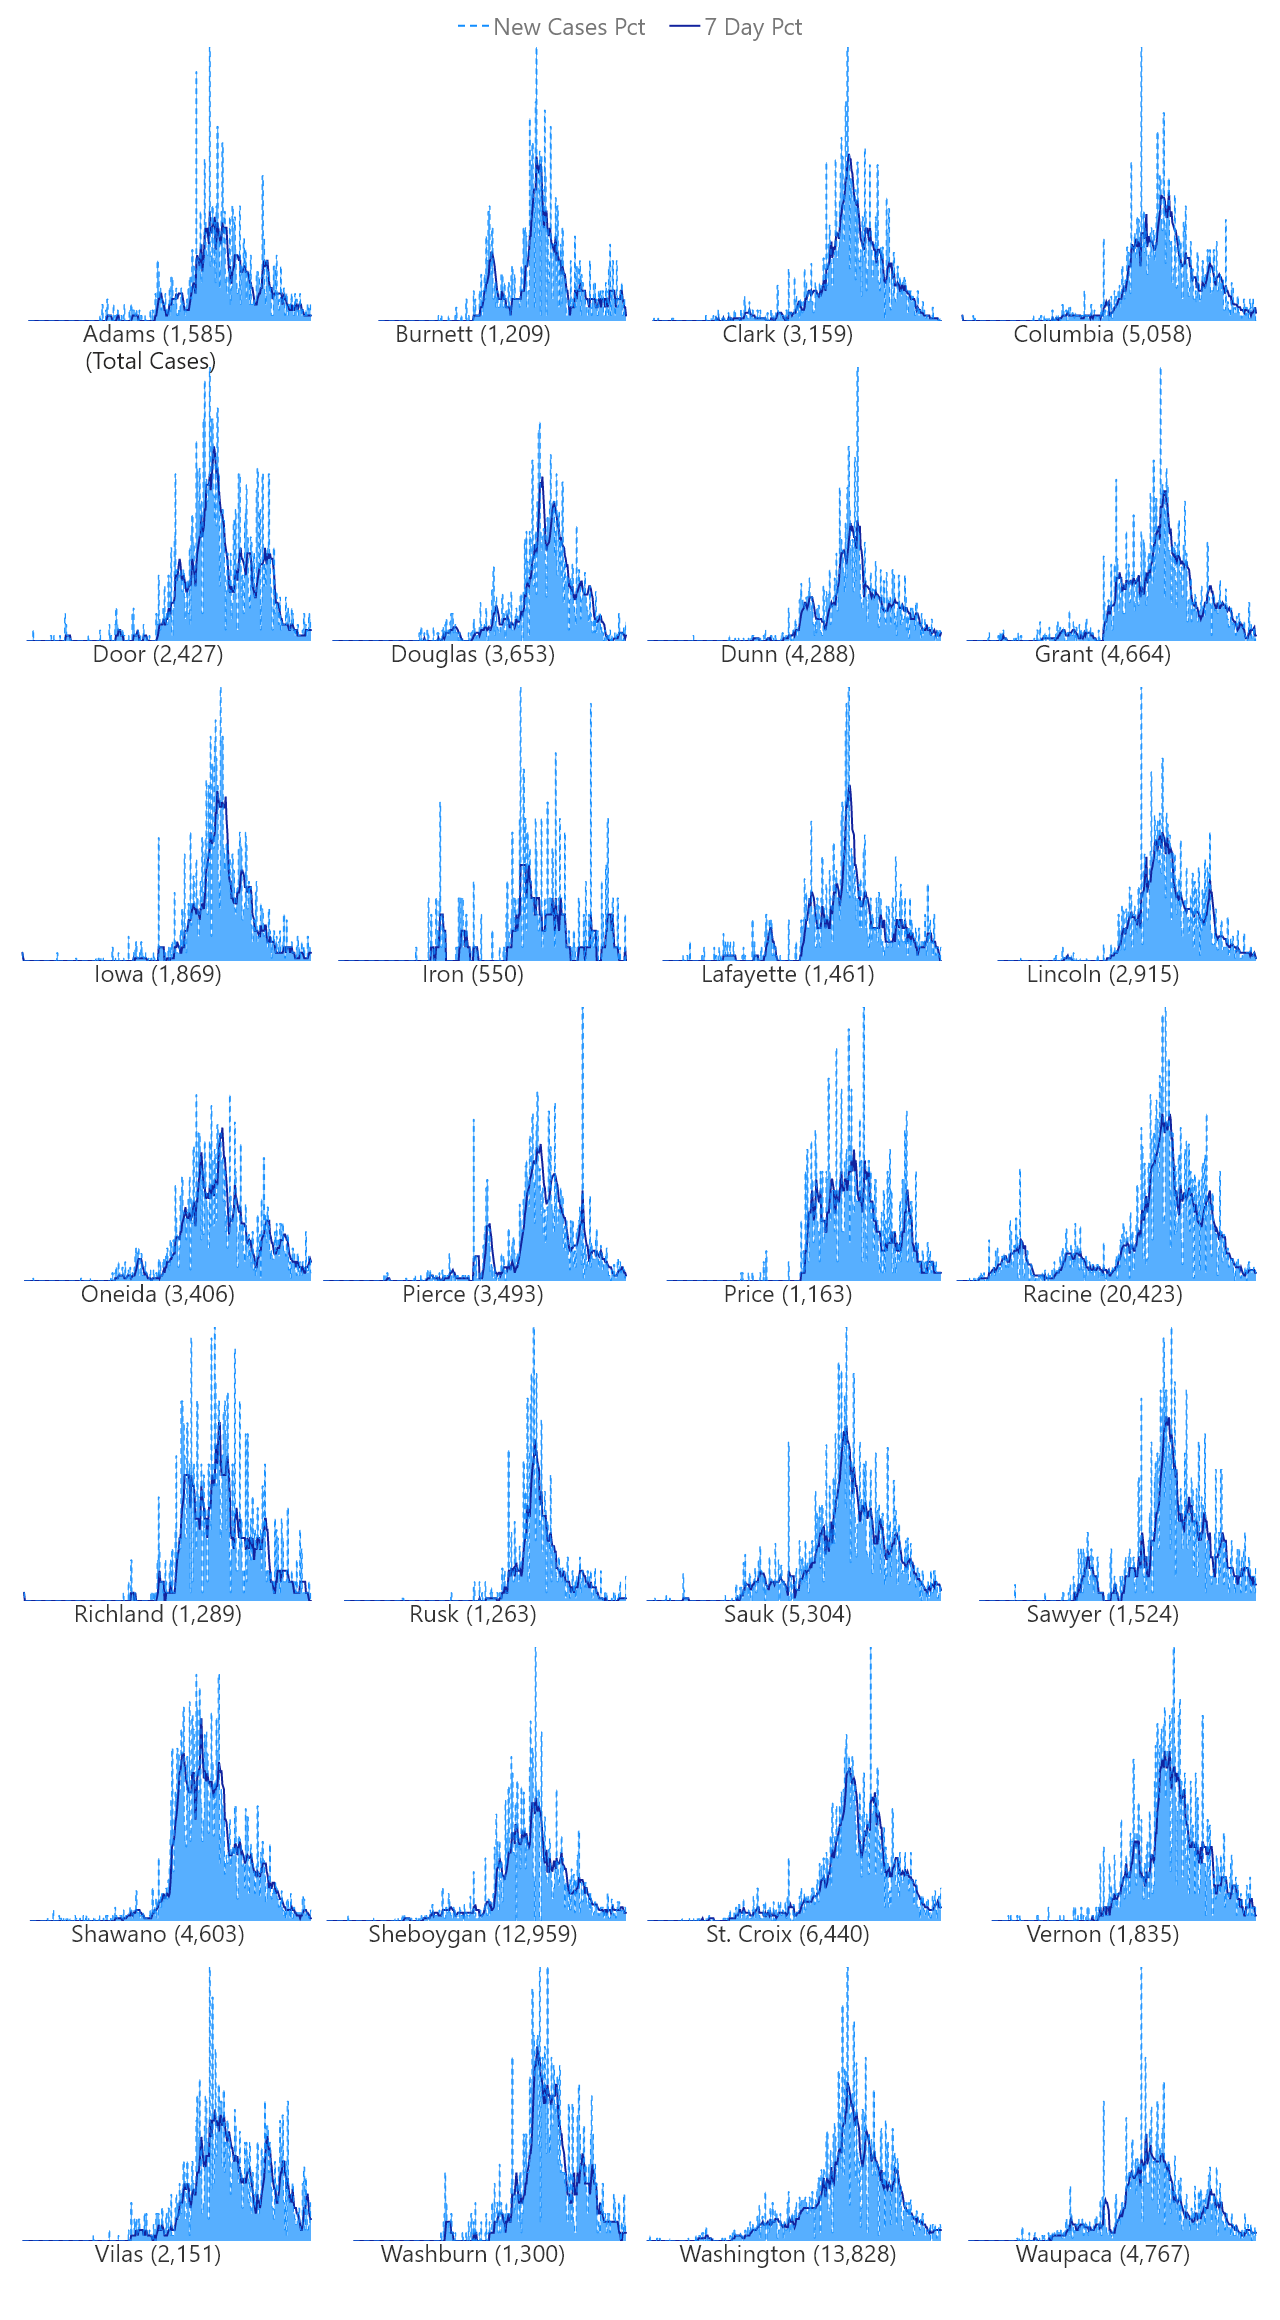 New Cases Pct 7 Day Pct
Adams (1,585) Burnett (1,209) Clark (3,159) Columbia (5,058)
(Total Cases)
Door (2,427) Douglas (3,653) Dunn (4,288) Grant (4,664)
Iowa (1,869) Iron (550) Lafayette (1,461) Lincoln (2,915)
Oneida (3,406) Pierce (3,493) Price (1,163) Racine (20,423)
Richland (1,289) Rusk (1,263) Sauk (5,304) Sawyer (1,524)
Shawano (4,603) Sheboygan (12,959) St. Croix (6,440) Vernon (1,835)
Vilas (2,151) Washburn (1,300) Washington (13,828) Waupaca (4,767)